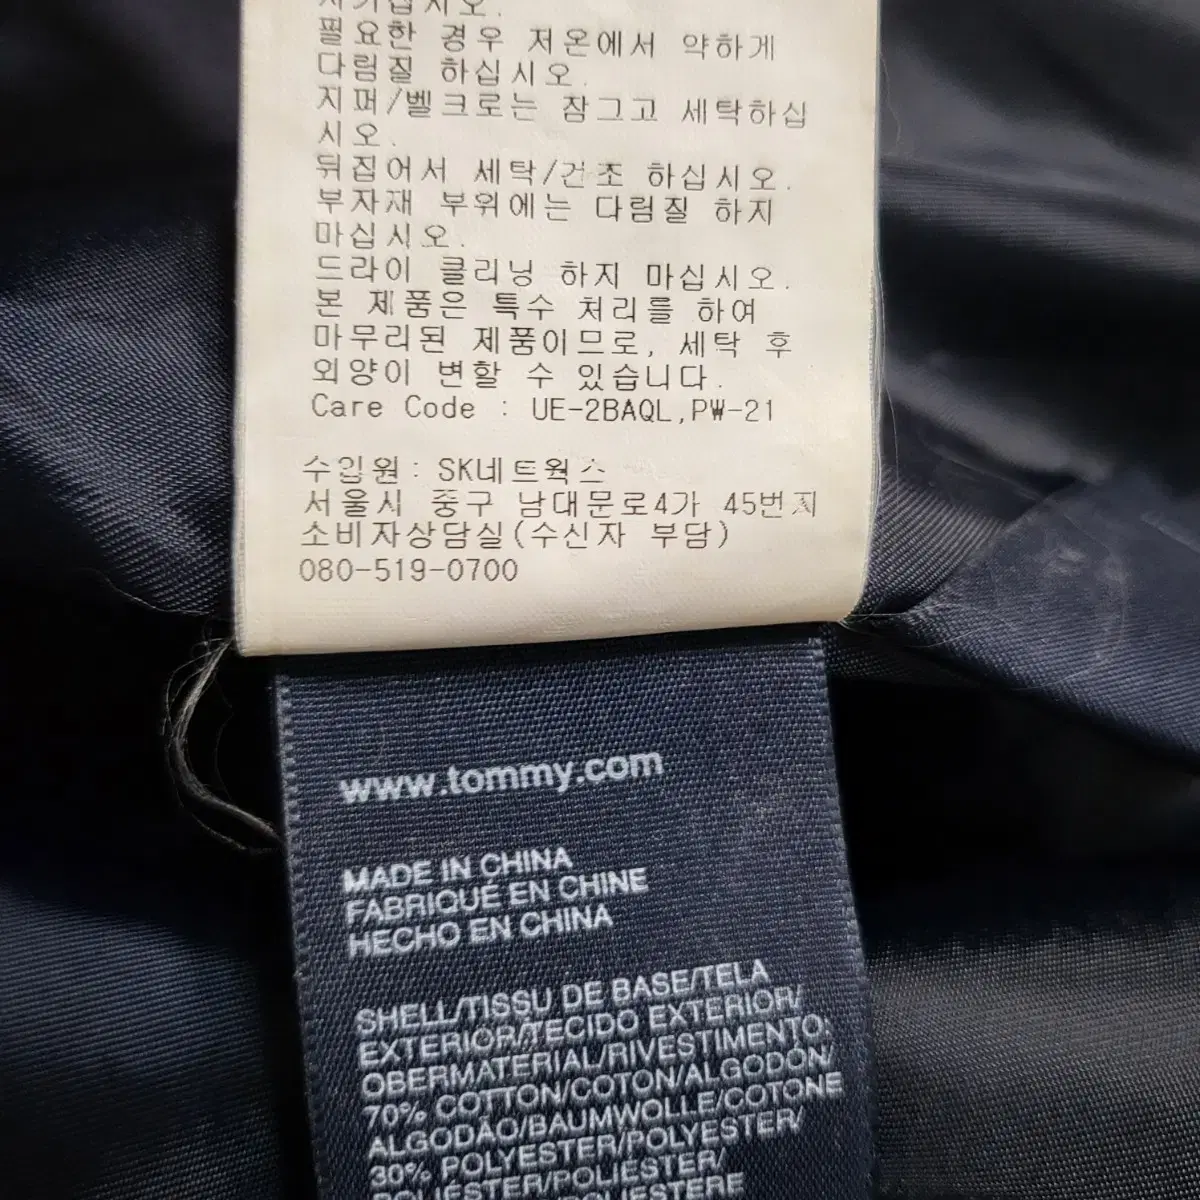 시키십시오.
필요한 경우 저온에서 약하게
다림질 하십시오.
지퍼/벨크로는 잠그고 세탁하십
시오.
뒤집어서 세탁/건조 하십시오.
부자재 부위에는 다림질 하지
마십시오.
드라이 클리닝 하지 마십시오.
본 제품은 특수 처리를 하여
마무리된 제품이므로, 세탁 후
외양이 변할 수 있습니다.
Care Code : UE-2BAQL,PW-21
수입원 : SK네트웍스
서울시 중구 남대문로4가 45번지
소비자상담실(수신자 부담)
080-519-0700
www.tommy.com
MADE IN CHINA
FABRIQUÉ EN CHINE
HECHO EN CHINA
SHELL/TISSU DE BASE/TELA
EXTERIOR/TECIDO EXTERIOR/
OBERMATERIAL/RIVESTIMENTO:
70% COTTON/COTON/ALGODÓN/
ALGODÃO/BAUMWOLLE/COTONE
30% POLYESTER/POLYESTER/
POLIÉSTER/POLIÉSTER/
POLYESTER/POLIESTERE